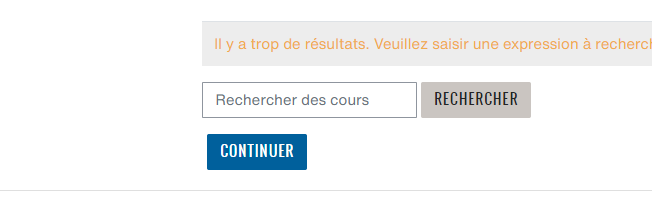 Il y a trop de résultats. Veuillez saisir une expression à
Rechercher des cours RECHERCHER
CONTINUER